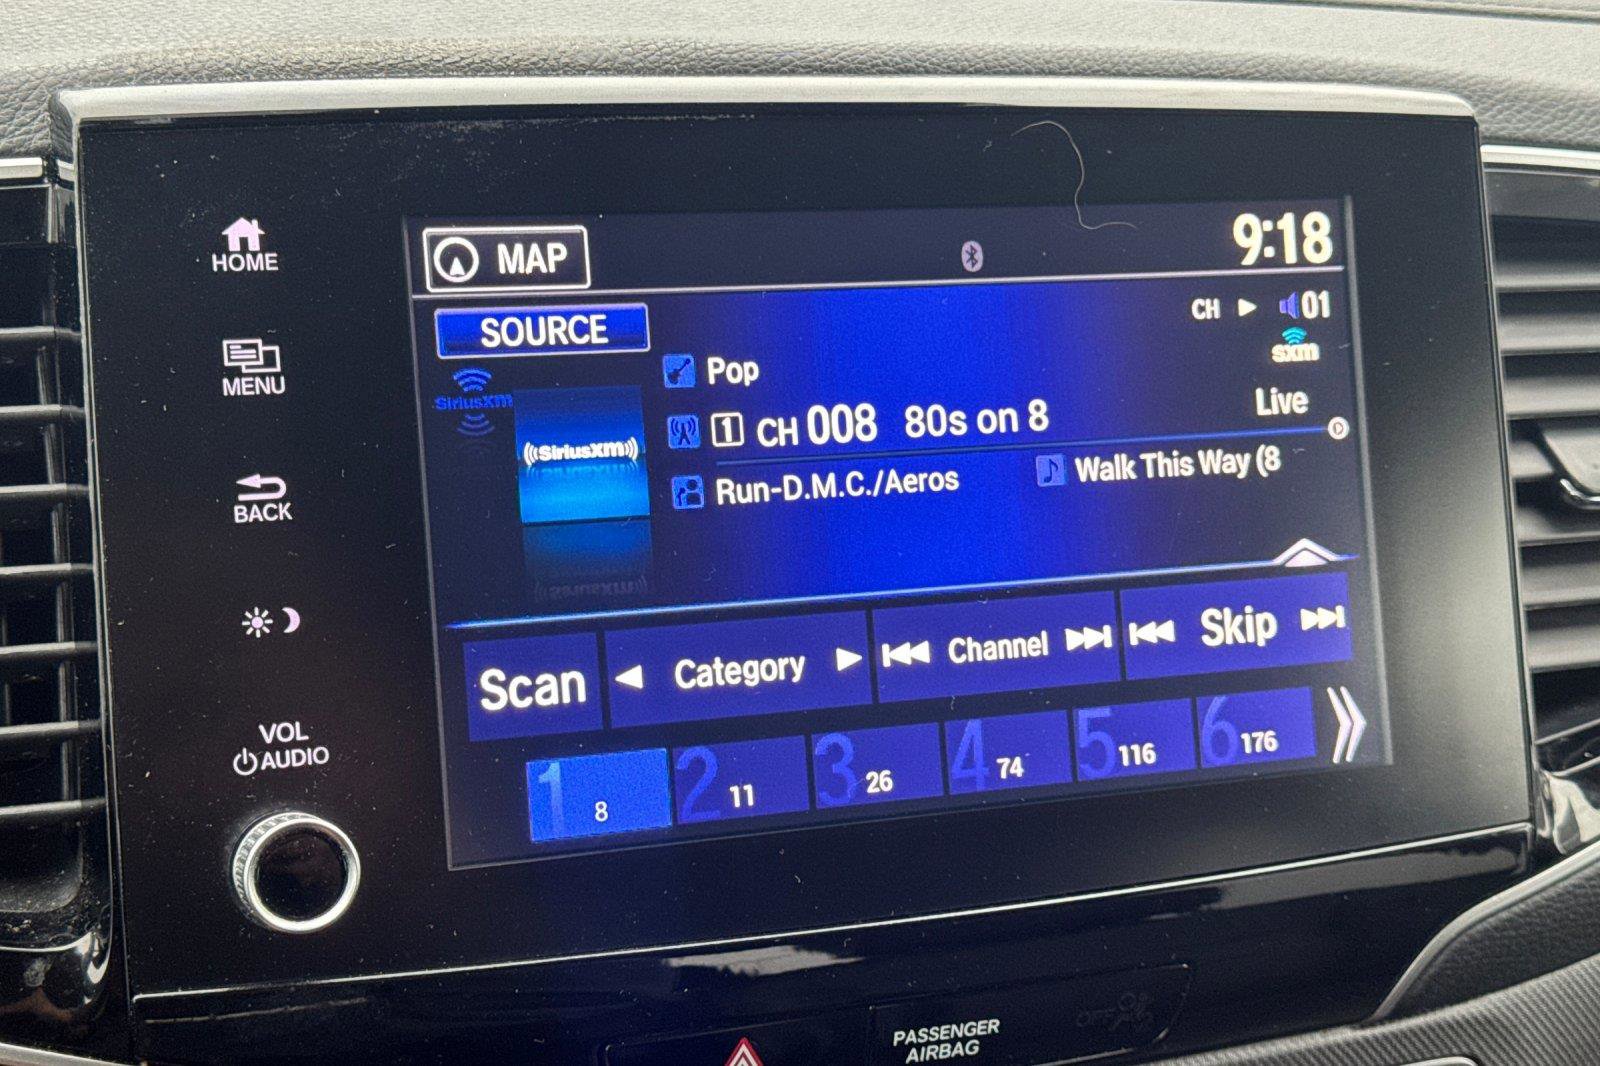 HOME
MENU
BACK
VOL
AUDIO
MAP
9:18
SOURCE
CH 01
sxm
SiriusXM
SiriusXM
Pop
Live
1 CH 008 80s on 8
Run-D.M.C./Aeros Walk This Way (8
Scan Category Channel Skip
1 8 2 11 3 26 4 74 5 116 6 176
PASSENGER
AIRBAG
OFF